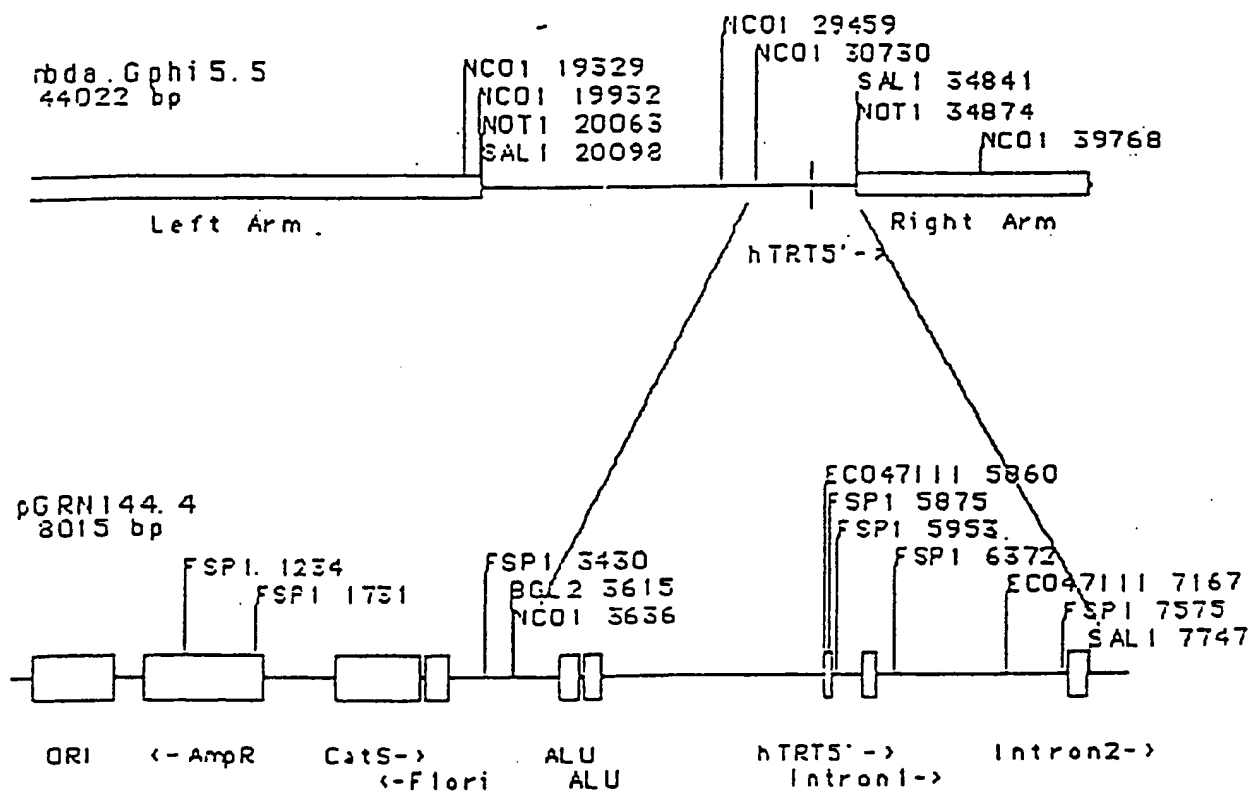 NCO1 29459
NCO1 30730
mbda.Gphi5.5
44022 bp
NCO1 19329
NCO1 19932
NOT1 20063
SAL1 20098
SAL1 34841
NOT1 34874
NCO1 39768
Left Arm.
Right Arm
hTRT5'->
pGRN144.4
8015 bp
ECO47111 5860
FSP1 5875
FSP1 5953
FSP1 6372
ECO47111 7167
FSP1 7575
SAL1 7747
FSP1. 1234
FSP1 1731
FSP1 3430
BGL2 3615
NCO1 3636
ORI
<-AmpR
CatS->
<-F1ori
ALU
ALU
hTRT5'->
Intron1->
Intron2->